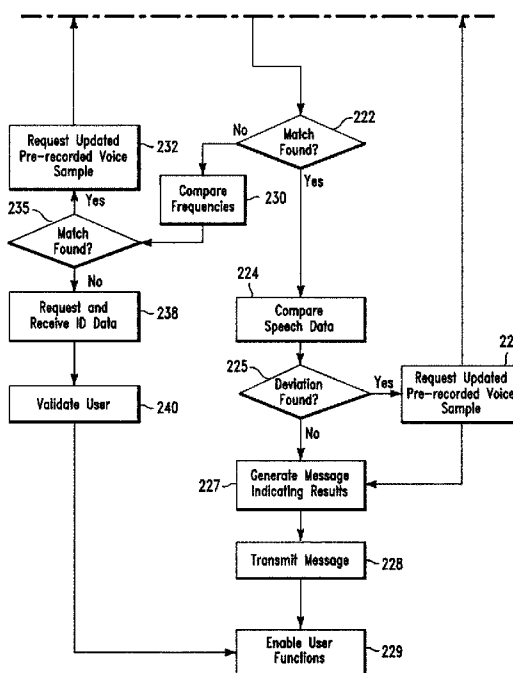 222
No
Match
Found?
Request Updated
Pre-recorded Voice
Sample
232
Yes
Compare
Frequencies
230
Yes
235
Match
Found?
No
224
Compare
Speech Data
Request and
Receive ID Data
238
225
Deviation
Found?
Yes
22
Request Updated
Pre-recorded Voice
Sample
Validate User
240
No
Generate Message
Indicating Results
227
Transmit Message
228
Enable User
Functions
229